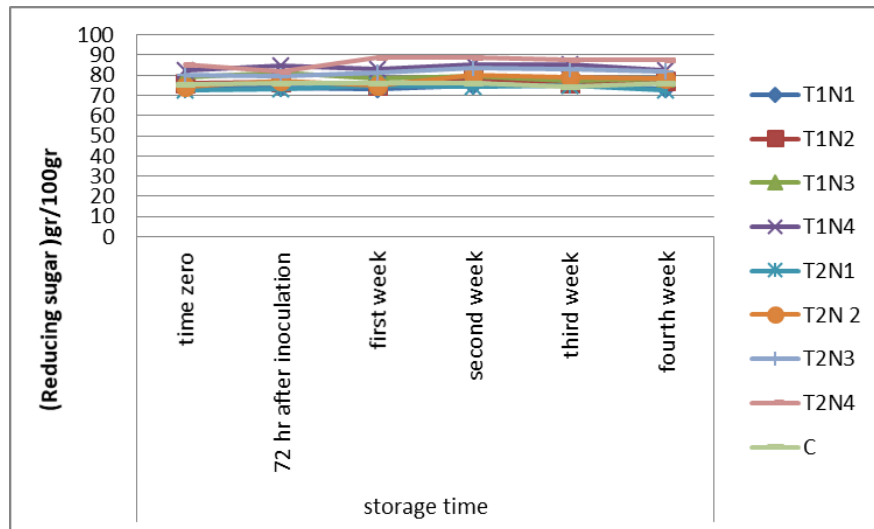 (Reducing sugar )gr/100gr
100
90
80
70
60
50
40
30
20
10
0
time zero
72 hr after inoculation
first week
second week
third week
fourth week
storage time
T1N1
T1N2
T1N3
T1N4
T2N1
T2N 2
T2N3
T2N4
C